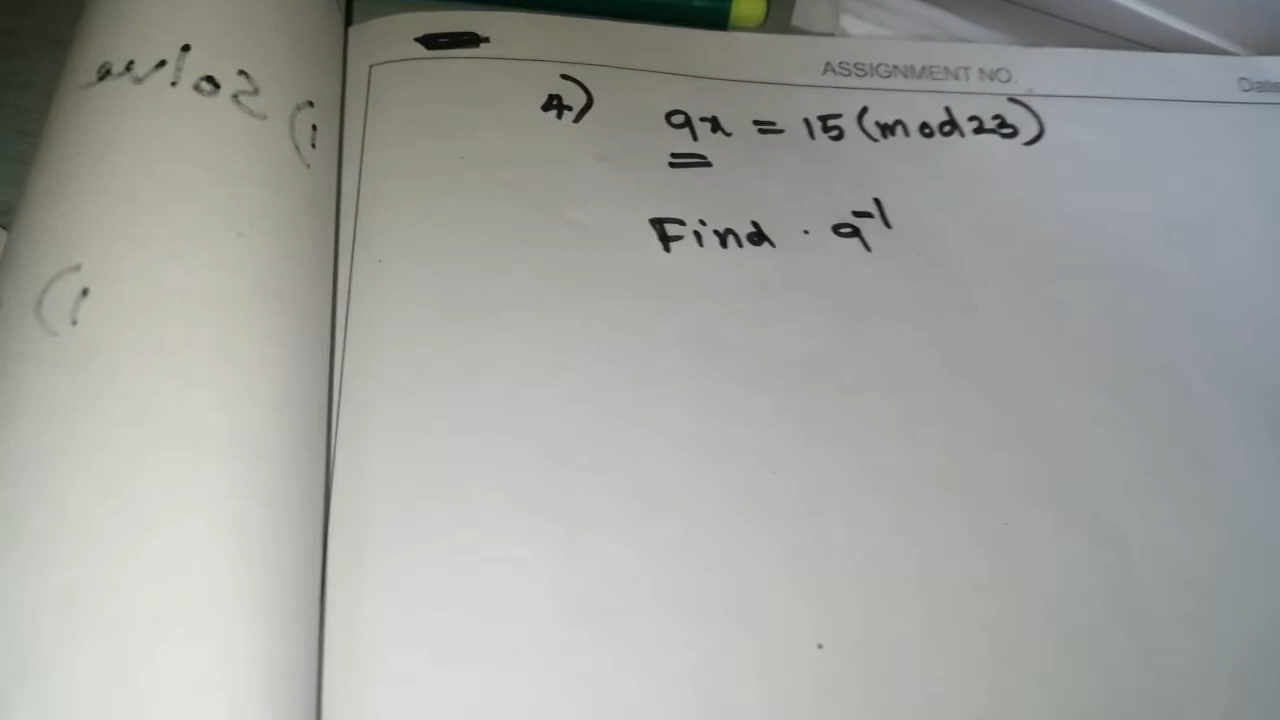 ASSIGNMENT NO.
4) 9x = 15 (mod 23)
Find . 9⁻¹